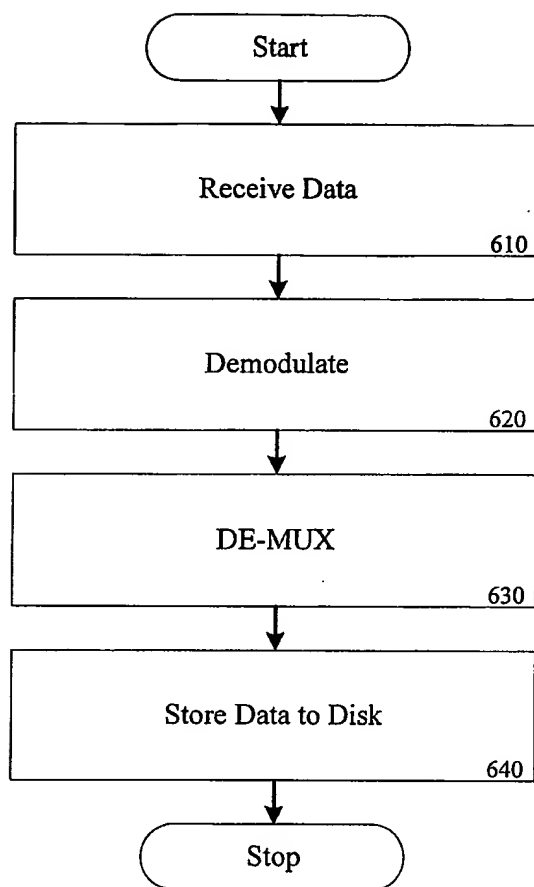 Start
Receive Data
610
Demodulate
620
DE-MUX
630
Store Data to Disk
640
Stop